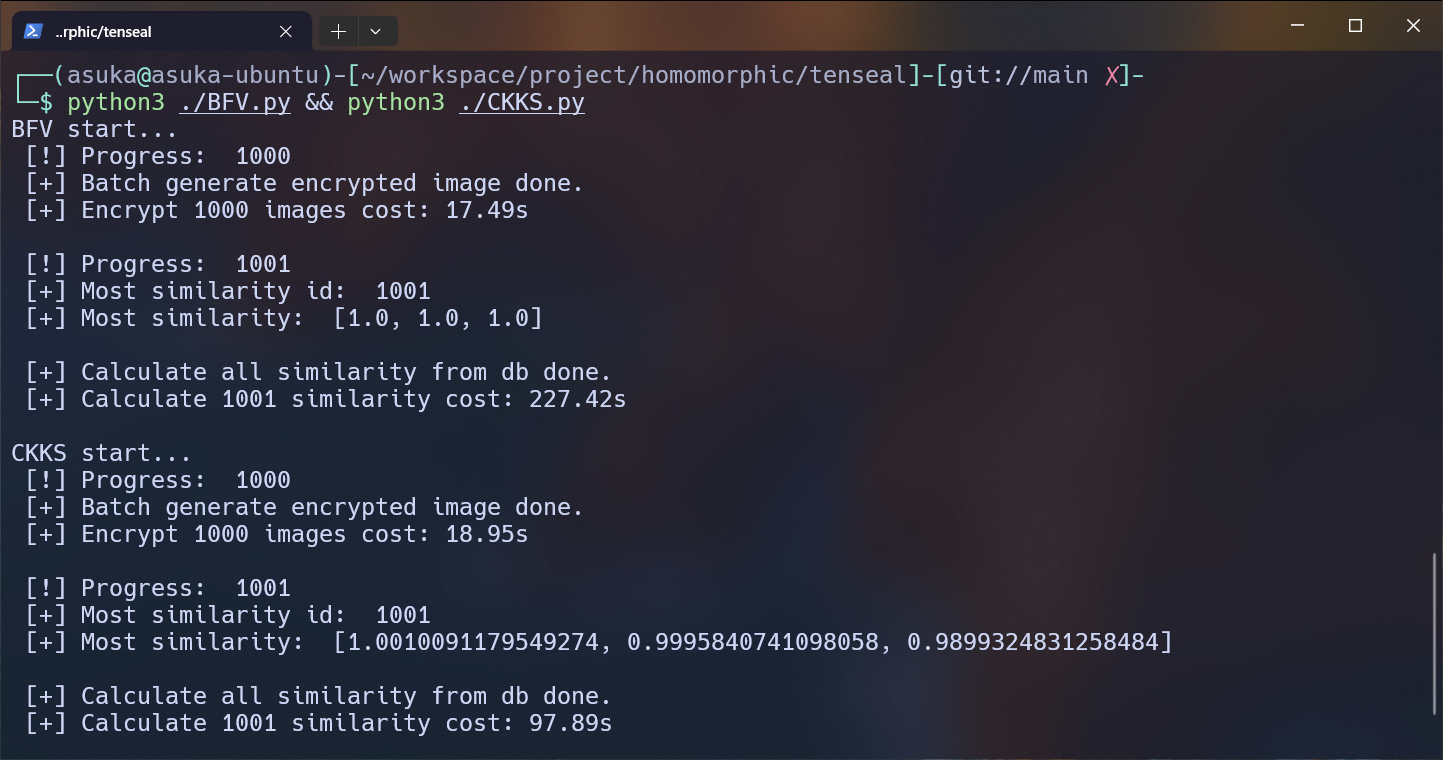 ..rphic/tenseal
┌──(asuka@asuka-ubuntu)-[~/workspace/project/homomorphic/tenseal]-[git://main ✗]-
└─$ python3 ./BFV.py && python3 ./CKKS.py
BFV start...
[!] Progress:  1000
[+] Batch generate encrypted image done.
[+] Encrypt 1000 images cost: 17.49s
[!] Progress:  1001
[+] Most similarity id:  1001
[+] Most similarity:  [1.0, 1.0, 1.0]
[+] Calculate all similarity from db done.
[+] Calculate 1001 similarity cost: 227.42s
CKKS start...
[!] Progress:  1000
[+] Batch generate encrypted image done.
[+] Encrypt 1000 images cost: 18.95s
[!] Progress:  1001
[+] Most similarity id:  1001
[+] Most similarity:  [1.0010091179549274, 0.9995840741098058, 0.9899324831258484]
[+] Calculate all similarity from db done.
[+] Calculate 1001 similarity cost: 97.89s